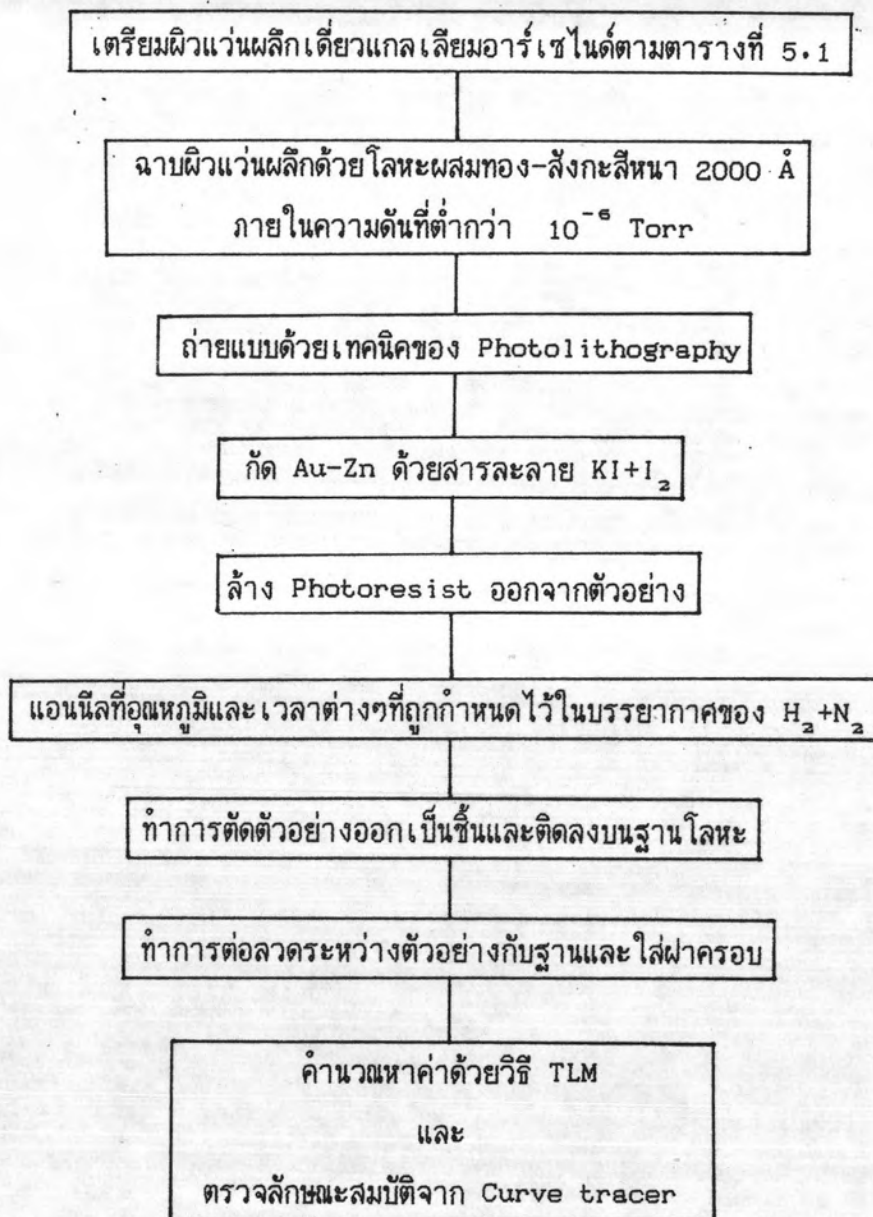 เตรียมผิวแว่นผลึกเดี่ยวแกลเลียมอาร์เซไนด์ตามตารางที่ 5.1
ฉาบผิวแว่นผลึกด้วยโลหะผสมทอง-สังกะสีหนา 2000 Å
ภายในความดันที่ต่ำกว่า 10⁻⁶ Torr
ถ่ายแบบด้วยเทคนิคของ Photolithography
กัด Au-Zn ด้วยสารละลาย KI+I₂
ล้าง Photoresist ออกจากตัวอย่าง
แอนนีลที่อุณหภูมิและเวลาต่างๆที่ถูกกำหนดไว้ในบรรยากาศของ H₂+N₂
ทำการตัดตัวอย่างออกเป็นชิ้นและติดลงบนฐานโลหะ
ทำการต่อลวดระหว่างตัวอย่างกับฐานและใส่ฝาครอบ
คำนวณหาค่าด้วยวิธี TLM
และ
ตรวจลักษณะสมบัติจาก Curve tracer